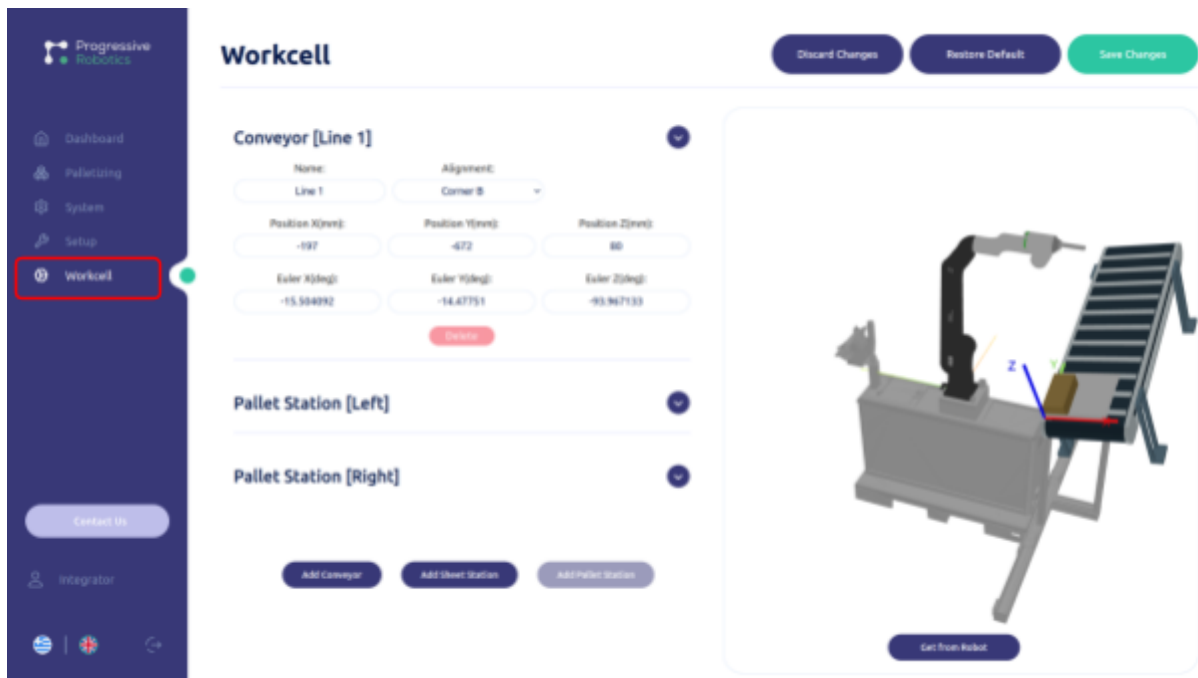 Progressive
Robotics
Workcell
Discard Changes
Restore Default
Save Changes
Dashboard
Palletizing
System
Setup
Workcell
Contact Us
Integrator
Conveyor [Line 1]
Name:
Alignment:
Line 1
Corner B
Position X(mm):
Position Y(mm):
Position Z(mm):
-197
-672
80
Euler X(deg):
Euler Y(deg):
Euler Z(deg):
-15.504092
-14.47751
-93.967133
Delete
Pallet Station [Left]
Pallet Station [Right]
Add Conveyor
Add Sheet Station
Add Pallet Station
Z
Y
Get from Robot